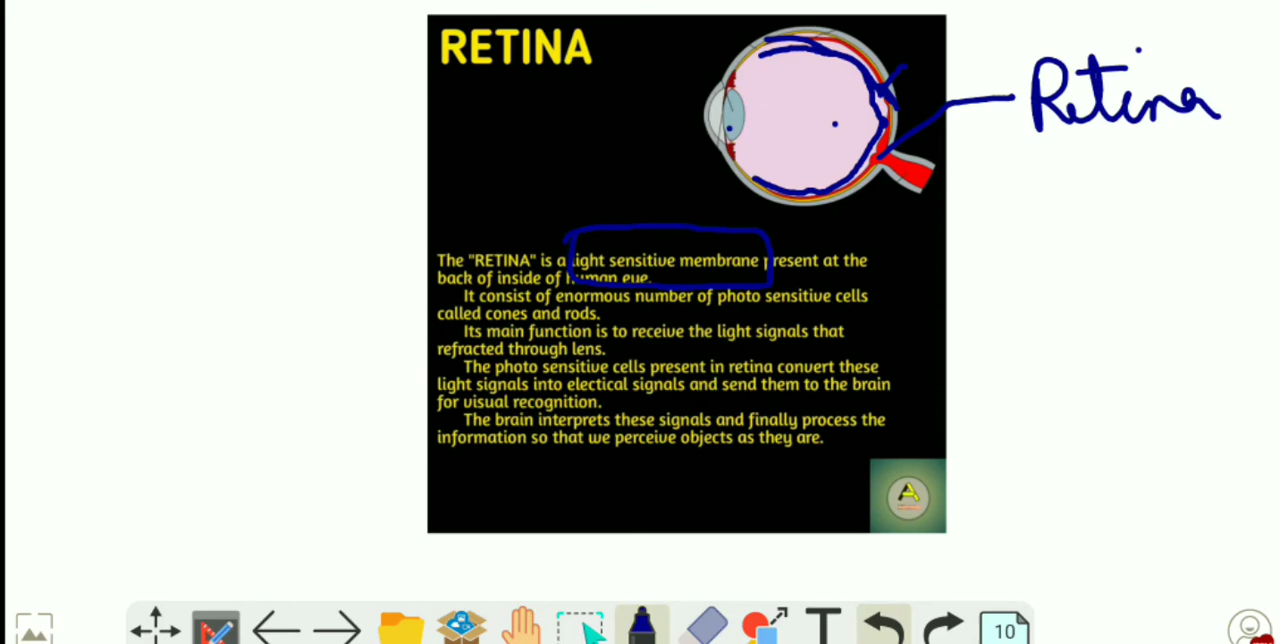 RETINA
Retina
The "RETINA" is a light sensitive membrane present at the
back of inside of human eye.
It consist of enormous number of photo sensitive cells
called cones and rods.
Its main function is to receive the light signals that
refracted through lens.
The photo sensitive cells present in retina convert these
light signals into electical signals and send them to the brain
for visual recognition.
The brain interprets these signals and finally process the
information so that we perceive objects as they are.
A
T
10